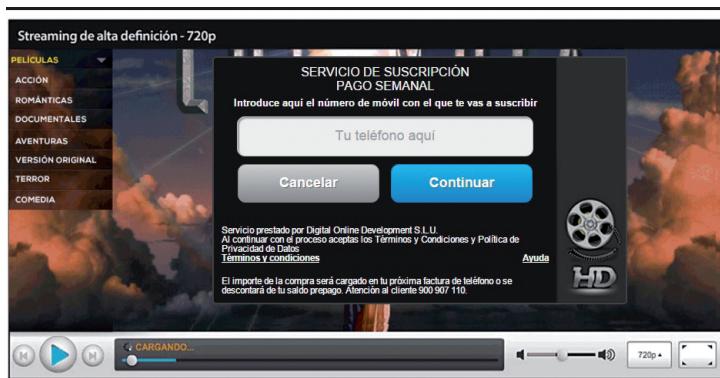 Streaming de alta definición - 720p
PELÍCULAS
ACCIÓN
ROMÁNTICAS
DOCUMENTALES
AVENTURAS
VERSIÓN ORIGINAL
TERROR
COMEDIA
SERVICIO DE SUSCRIPCIÓN
PAGO SEMANAL
Introduce aquí el número de móvil con el que te vas a suscribir
Tu teléfono aquí
Cancelar Continuar
Servicio prestado por Digital Online Development S.L.U.
Al continuar con el proceso aceptas los Términos y Condiciones y Política de
Privacidad de Datos
Términos y condiciones Ayuda
El importe de la compra será cargado en tu próxima factura de teléfono o se
descontará de tu saldo prepago. Atención al cliente 900 907 110.
HD
CARGANDO...
720p